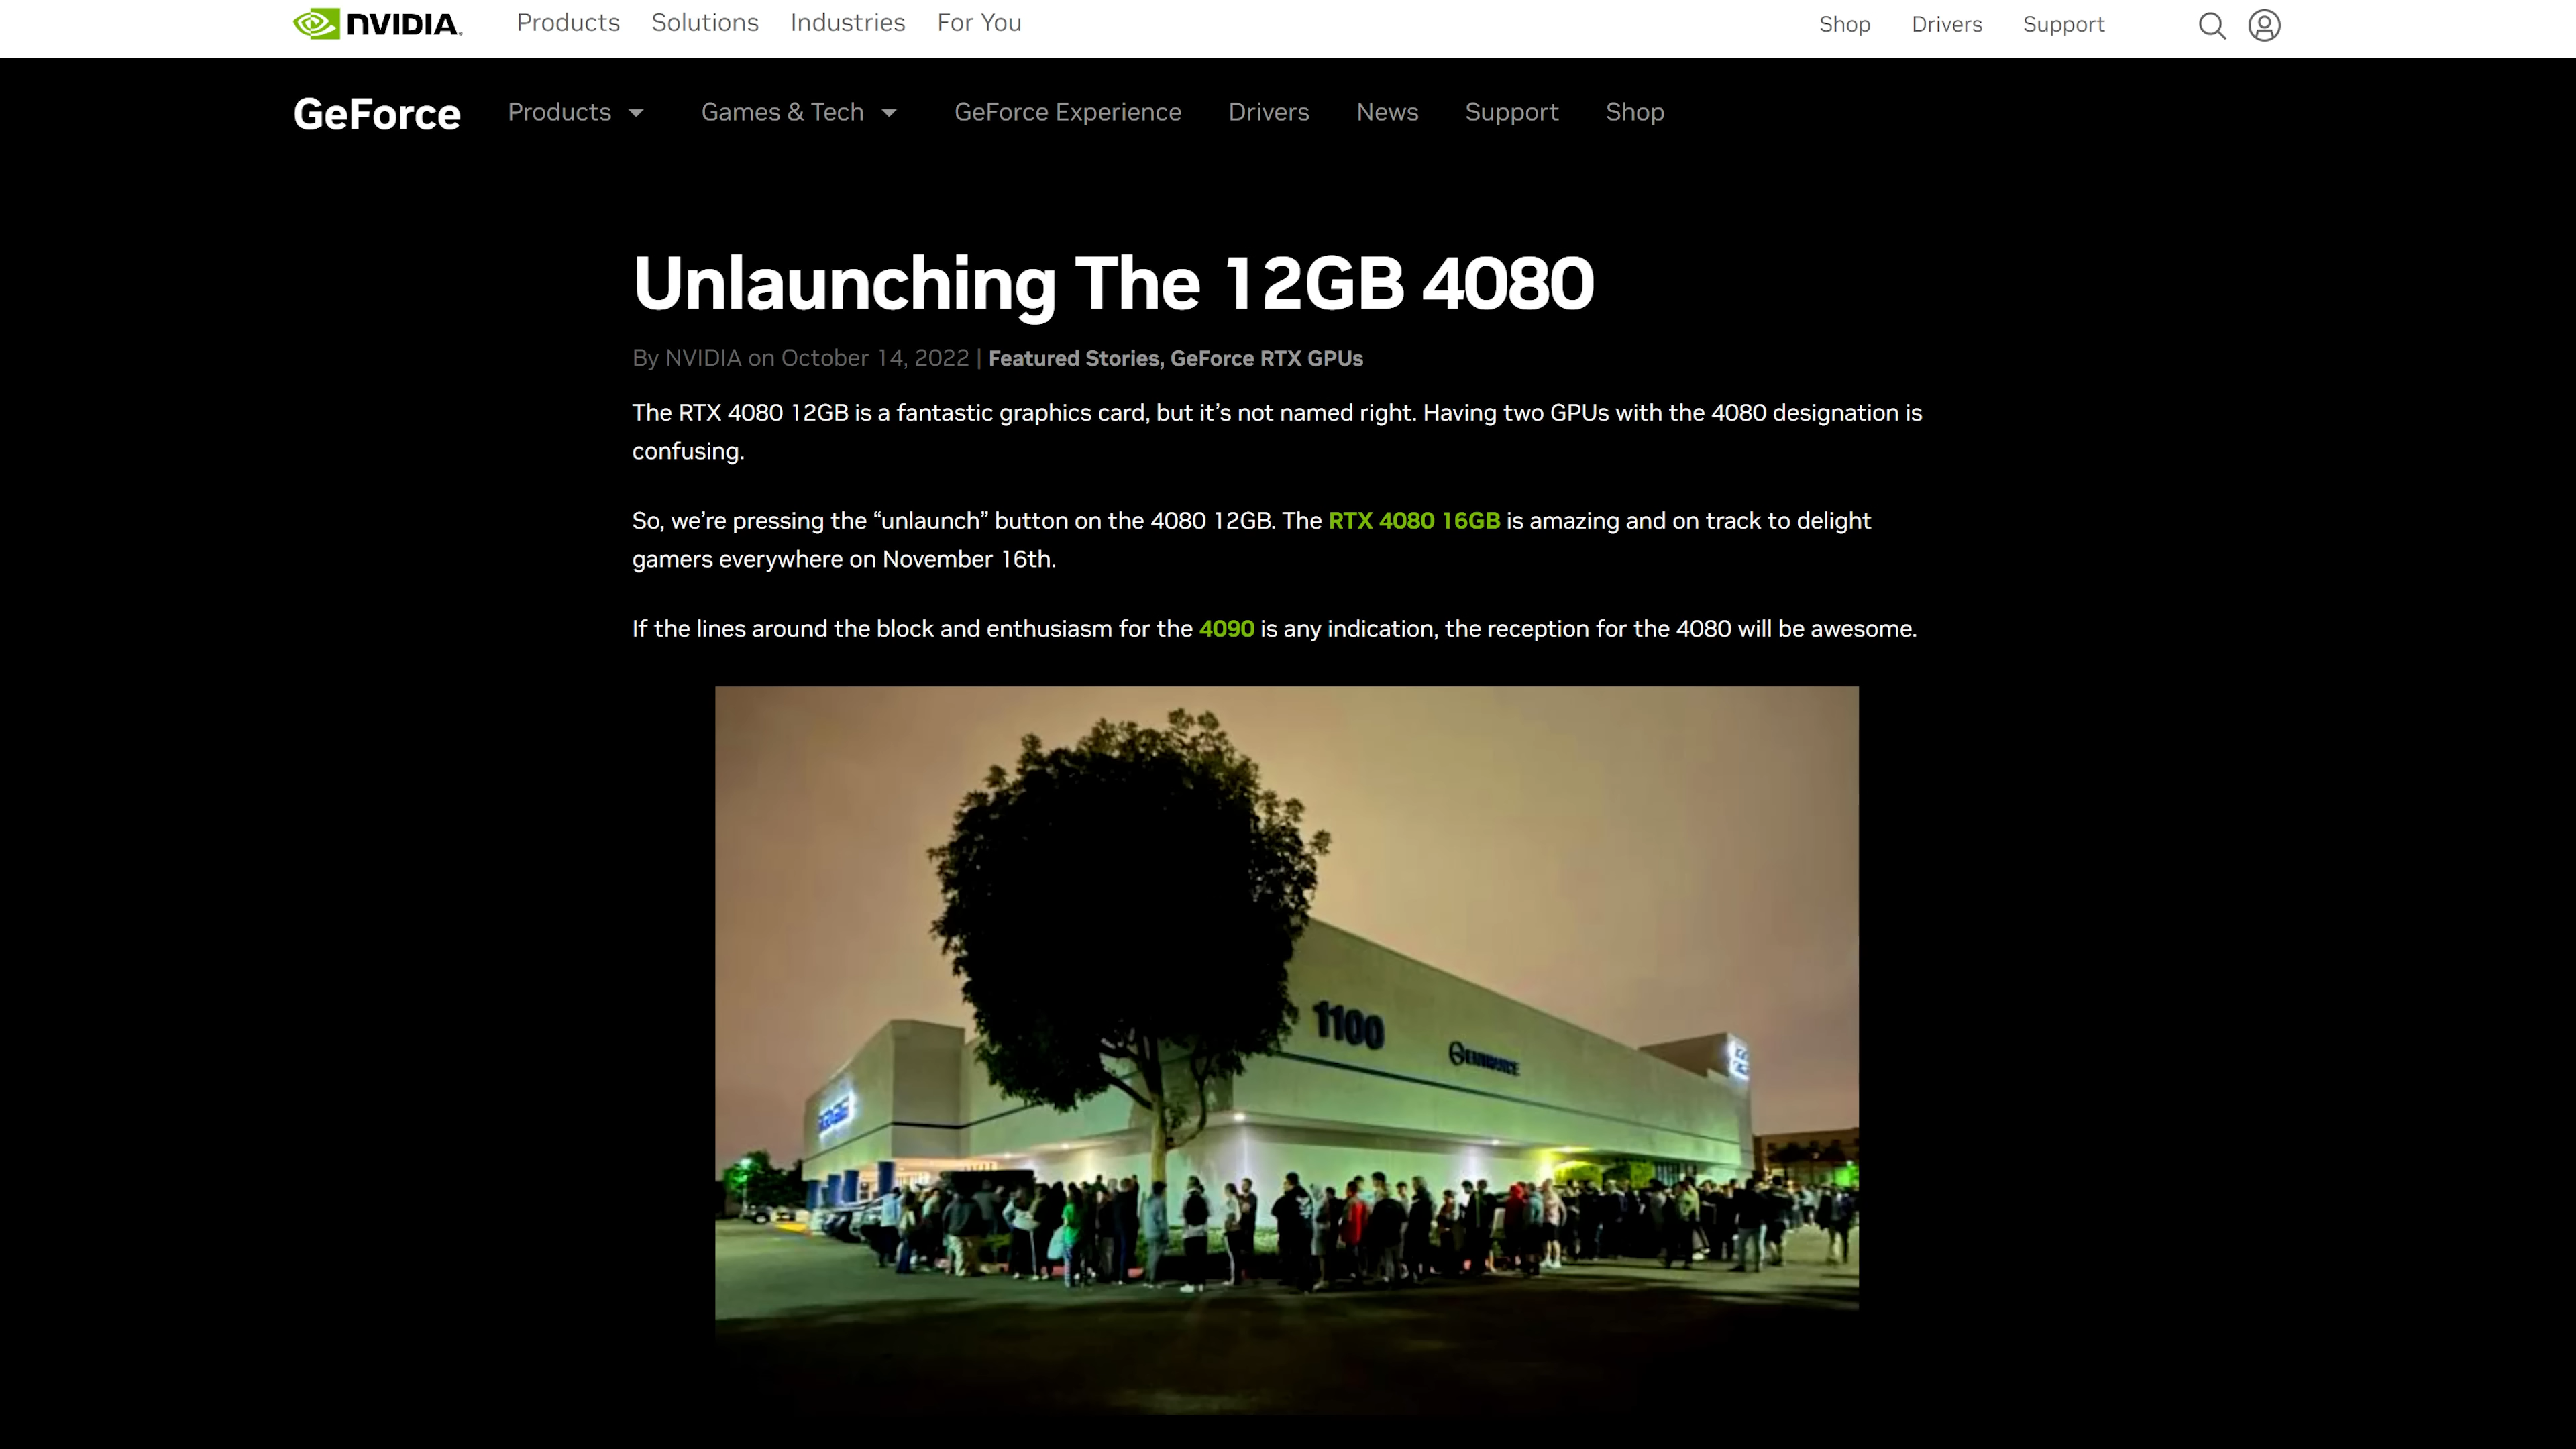 NVIDIA.
Products Solutions Industries For You
Shop Drivers Support
GeForce
Products Games & Tech GeForce Experience Drivers News Support Shop
Unlaunching The 12GB 4080
By NVIDIA on October 14, 2022 | Featured Stories, GeForce RTX GPUs
The RTX 4080 12GB is a fantastic graphics card, but it’s not named right. Having two GPUs with the 4080 designation is
confusing.
So, we’re pressing the “unlaunch” button on the 4080 12GB. The RTX 4080 16GB is amazing and on track to delight
gamers everywhere on November 16th.
If the lines around the block and enthusiasm for the 4090 is any indication, the reception for the 4080 will be awesome.
1100
ENTRANCE